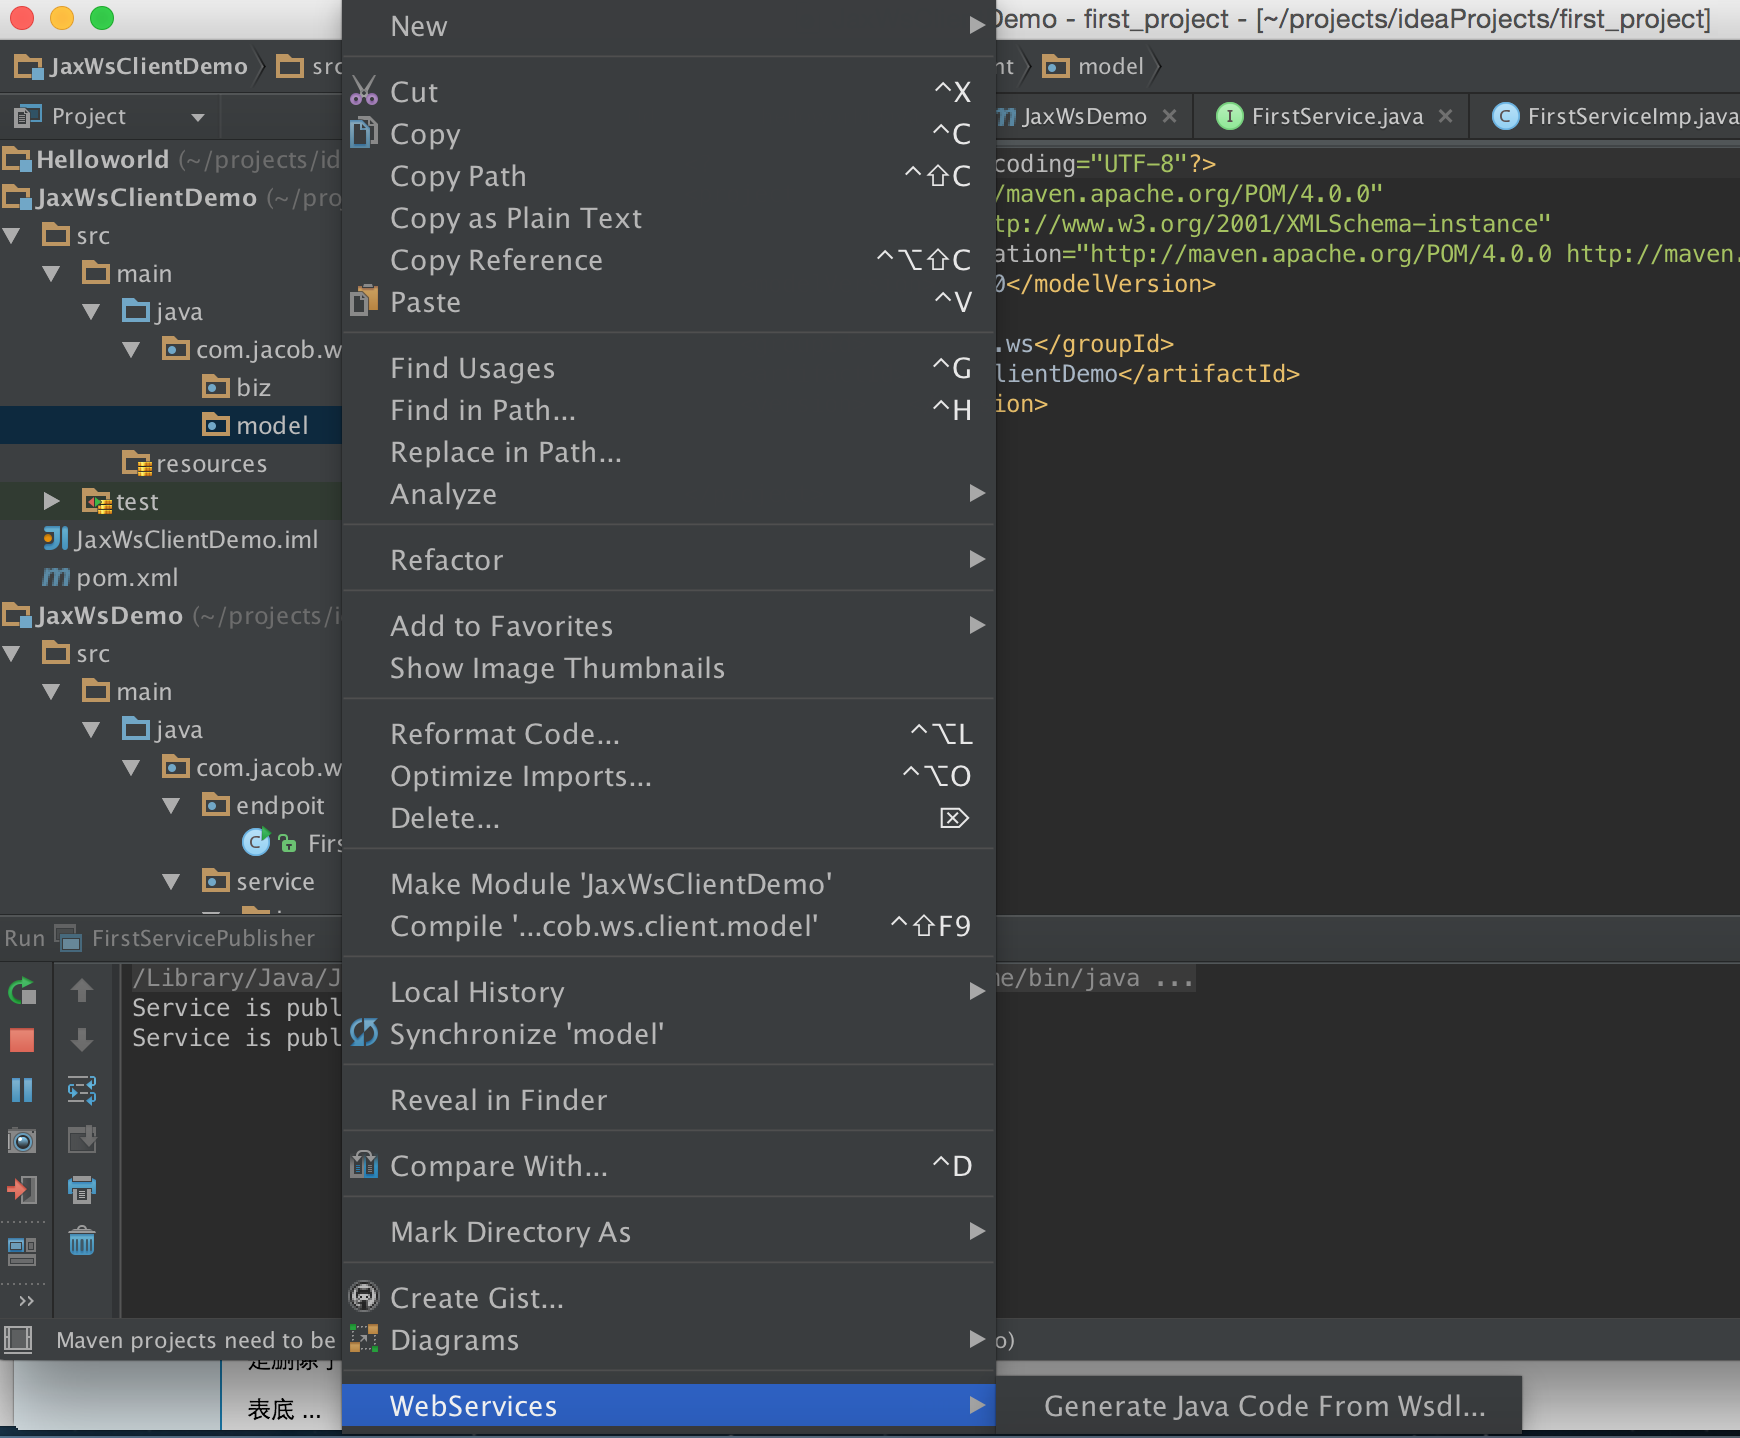 Demo - first_project - [~/projects/ideaProjects/first_project]
JaxWsClientDemo src nt model
Project
JaxWsDemo FirstService.java FirstServiceImp.java
Helloworld (~/projects/id
JaxWsClientDemo (~/pro
src
main
java
com.jacob.w
biz
model
resources
test
JaxWsClientDemo.iml
pom.xml
JaxWsDemo (~/projects/i
src
main
java
com.jacob.w
endpoit
Firs
service
New
Cut ^X
Copy ^C
Copy Path ^⇧C
Copy as Plain Text
Copy Reference ^⌥⇧C
Paste ^V
Find Usages ^G
Find in Path... ^H
Replace in Path...
Analyze
Refactor
Add to Favorites
Show Image Thumbnails
Reformat Code... ^⌥L
Optimize Imports... ^⌥O
Delete... ⌦
Make Module 'JaxWsClientDemo'
Compile '...cob.ws.client.model' ^⇧F9
Local History
Synchronize 'model'
Reveal in Finder
Compare With... ^D
Mark Directory As
Create Gist...
Diagrams
WebServices
Generate Java Code From Wsdl...
coding="UTF-8"?>
/maven.apache.org/POM/4.0.0"
tp://www.w3.org/2001/XMLSchema-instance"
ation="http://maven.apache.org/POM/4.0.0 http://maven.
0</modelVersion>
.ws</groupId>
lientDemo</artifactId>
ion>
Run FirstServicePublisher
/Library/Java/J e/bin/java ...
Service is publ
Service is publ
Maven projects need to be o)
表底 ...